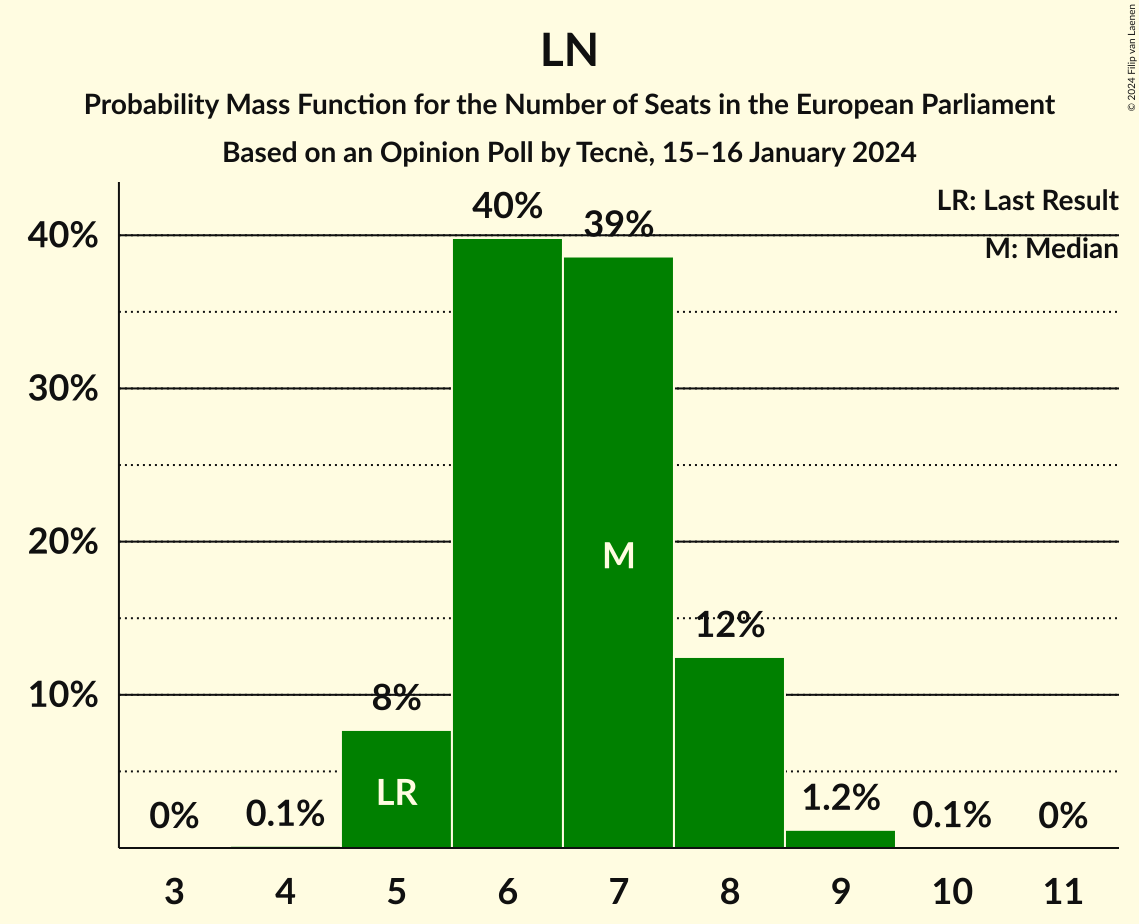 LN
Probability Mass Function for the Number of Seats in the European Parliament
Based on an Opinion Poll by Tecnè, 15–16 January 2024
© 2024 Filip van Laenen
LR: Last Result
M: Median
40%
30%
20%
10%
0%
0.1%
8%
40%
39%
12%
1.2%
0.1%
0%
LR
M
3 4 5 6 7 8 9 10 11